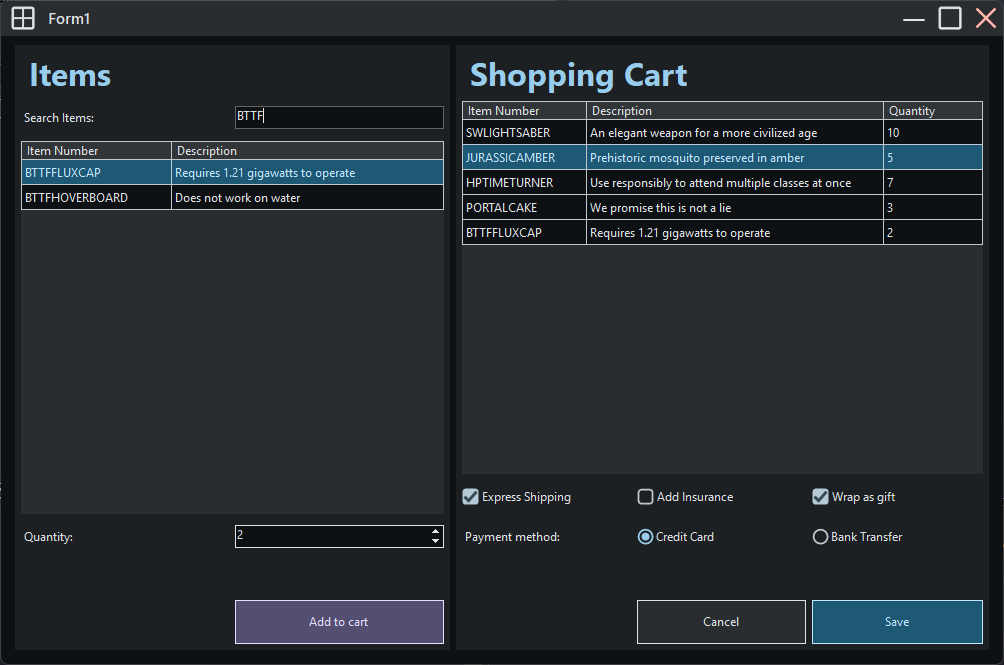 Form1
Items
Search Items: BTTF
Item Number Description
BTTFFLUXCAP Requires 1.21 gigawatts to operate
BTTFHOVERBOARD Does not work on water
Quantity: 2
Add to cart
Shopping Cart
Item Number Description Quantity
SWLIGHTSABER An elegant weapon for a more civilized age 10
JURASSICAMBER Prehistoric mosquito preserved in amber 5
HPTIMETURNER Use responsibly to attend multiple classes at once 7
PORTALCAKE We promise this is not a lie 3
BTTFFLUXCAP Requires 1.21 gigawatts to operate 2
Express Shipping Add Insurance Wrap as gift
Payment method: Credit Card Bank Transfer
Cancel Save